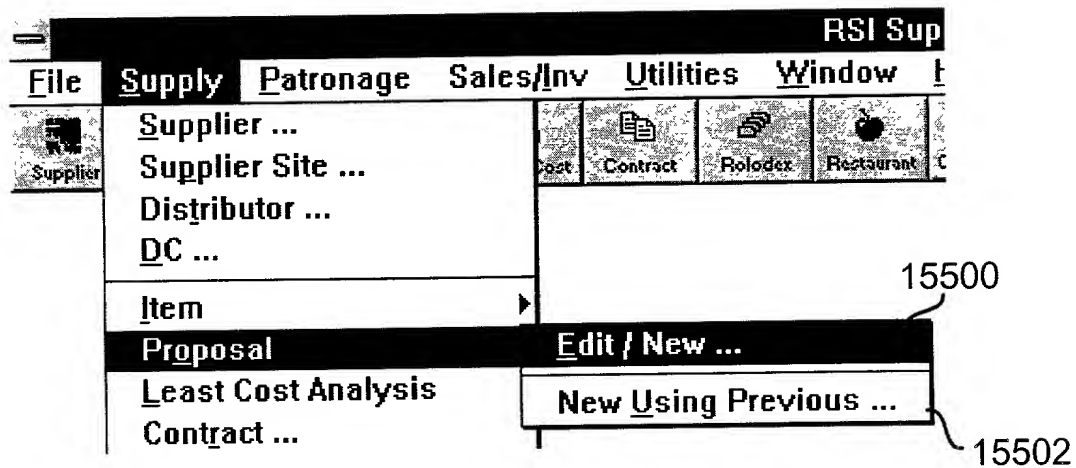 RSI Sup
File Supply Patronage Sales/Inv Utilities Window H
Supplier Cost Contract Rolodex Restaurant
Supplier ...
Supplier Site ...
Distributor ...
DC ...
Item
Proposal
Least Cost Analysis
Contract ...
15500
Edit / New ...
New Using Previous ...
15502